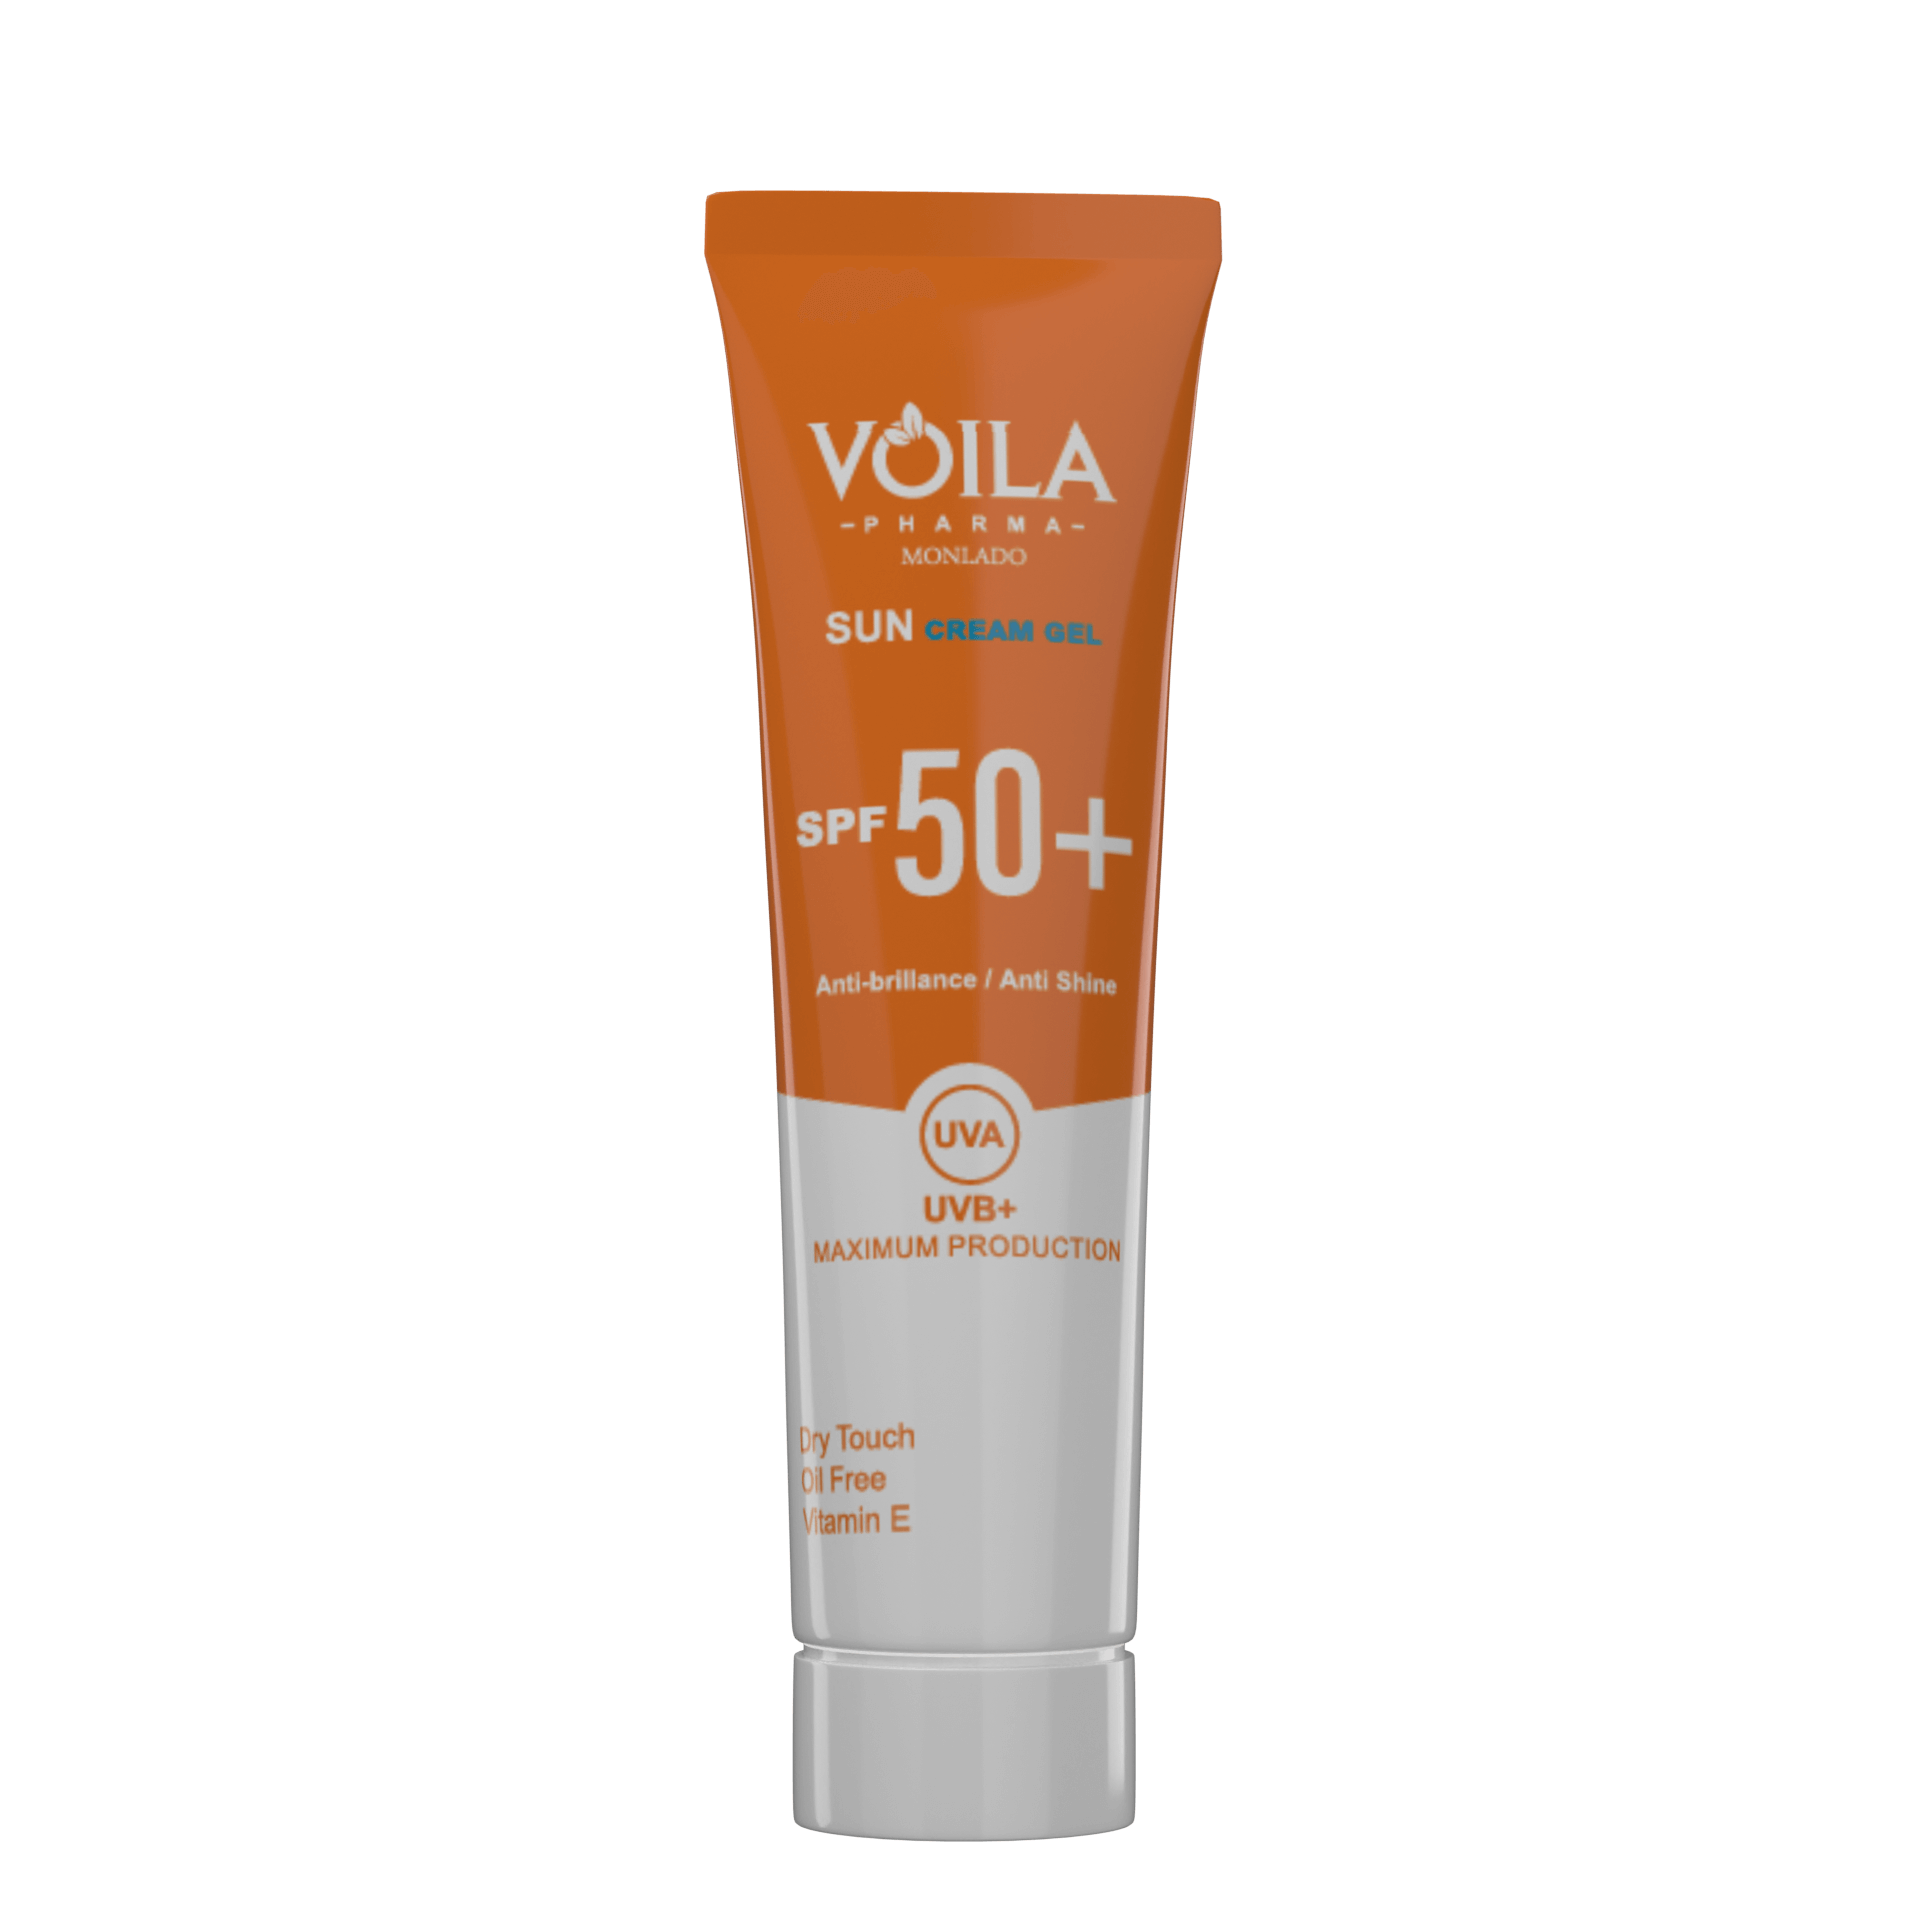 VOILA
-PHARMA-
MONLADO
SUN CREAM GEL
SPF 50+
Anti-brillance / Anti Shine
UVA
UVB+
MAXIMUM PRODUCTION
Dry Touch
Oil Free
Vitamin E